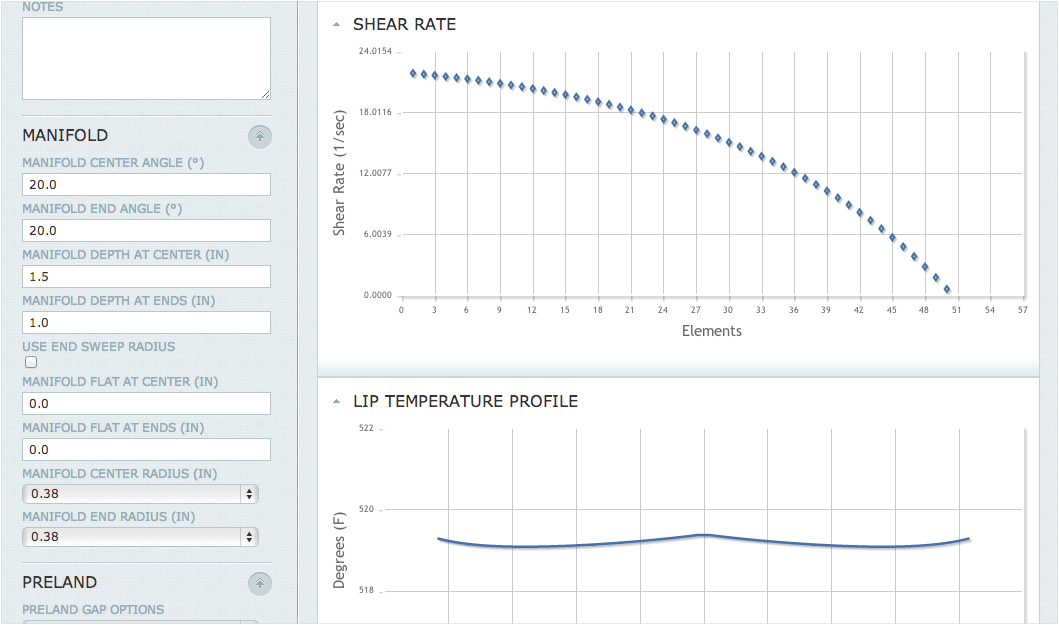 NOTES
MANIFOLD
MANIFOLD CENTER ANGLE (°)
20.0
MANIFOLD END ANGLE (°)
20.0
MANIFOLD DEPTH AT CENTER (IN)
1.5
MANIFOLD DEPTH AT ENDS (IN)
1.0
USE END SWEEP RADIUS
MANIFOLD FLAT AT CENTER (IN)
0.0
MANIFOLD FLAT AT ENDS (IN)
0.0
MANIFOLD CENTER RADIUS (IN)
0.38
MANIFOLD END RADIUS (IN)
0.38
PRELAND
PRELAND GAP OPTIONS
SHEAR RATE
Shear Rate (1/sec)
24.0154
18.0116
12.0077
6.0039
0.0000
0 3 6 9 12 15 18 21 24 27 30 33 36 39 42 45 48 51 54 57
Elements
LIP TEMPERATURE PROFILE
Degrees (F)
522
520
518